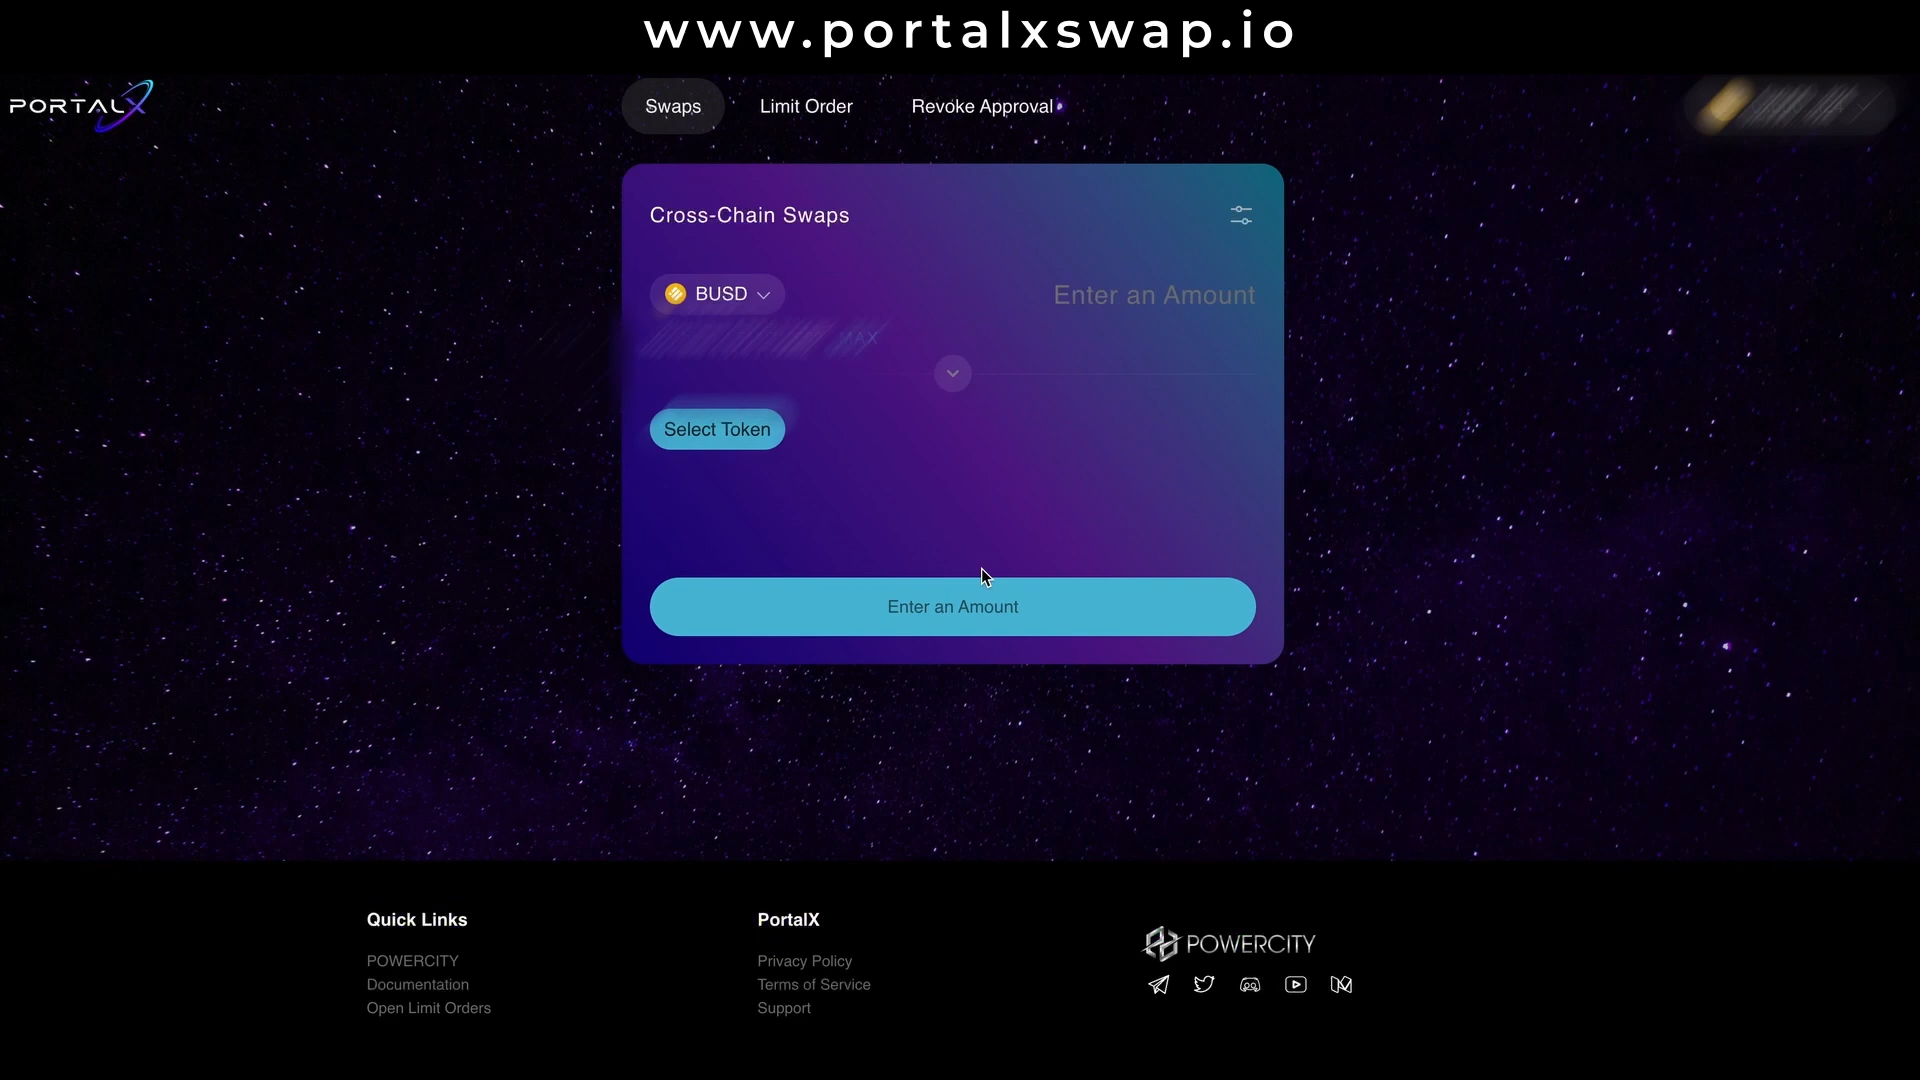 www.portalxswap.io
PORTALX
Swaps
Limit Order
Revoke Approval
Cross-Chain Swaps
BUSD
Enter an Amount
MAX
Select Token
Enter an Amount
Quick Links
POWERCITY
Documentation
Open Limit Orders
PortalX
Privacy Policy
Terms of Service
Support
POWERCITY